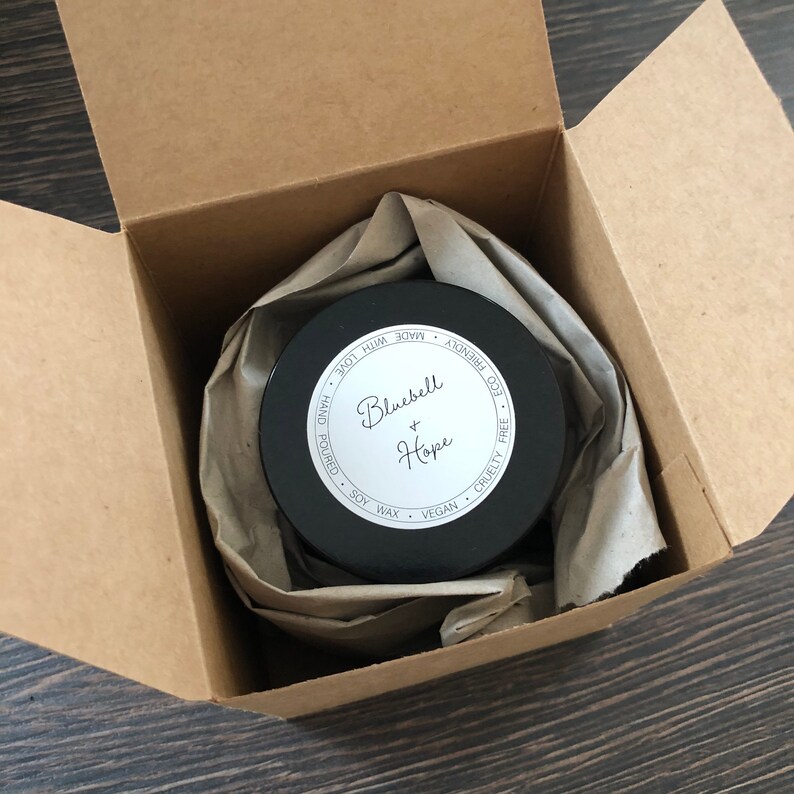 Bluebell
+
Hope
MADE WITH LOVE • HAND POURED • SOY WAX • VEGAN • CRUELTY FREE • ECO FRIENDLY •